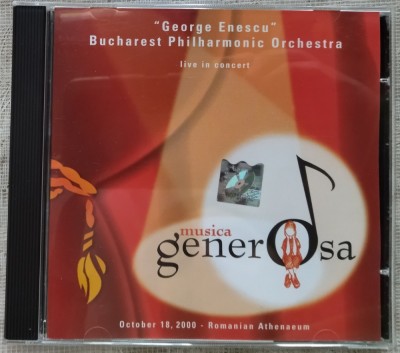 "George Enescu"
Bucharest Philharmonic Orchestra
live in concert
musica
generosa
October 18, 2000 - Romanian Athenaeum